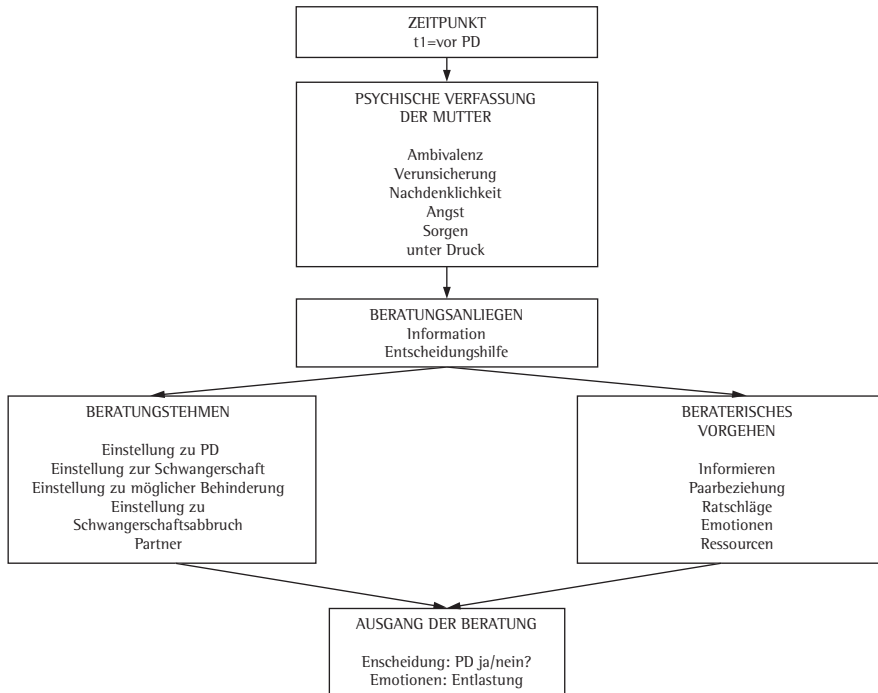 ZEITPUNKT
t1=vor PD
PSYCHISCHE VERFASSUNG
DER MUTTER
Ambivalenz
Verunsicherung
Nachdenklichkeit
Angst
Sorgen
unter Druck
BERATUNGSANLIEGEN
Information
Entscheidungshilfe
BERATUNGSTEHMEN
Einstellung zu PD
Einstellung zur Schwangerschaft
Einstellung zu möglicher Behinderung
Einstellung zu
Schwangerschaftsabbruch
Partner
BERATERISCHES
VORGEHEN
Informieren
Paarbeziehung
Ratschläge
Emotionen
Ressourcen
AUSGANG DER BERATUNG
Enscheidung: PD ja/nein?
Emotionen: Entlastung